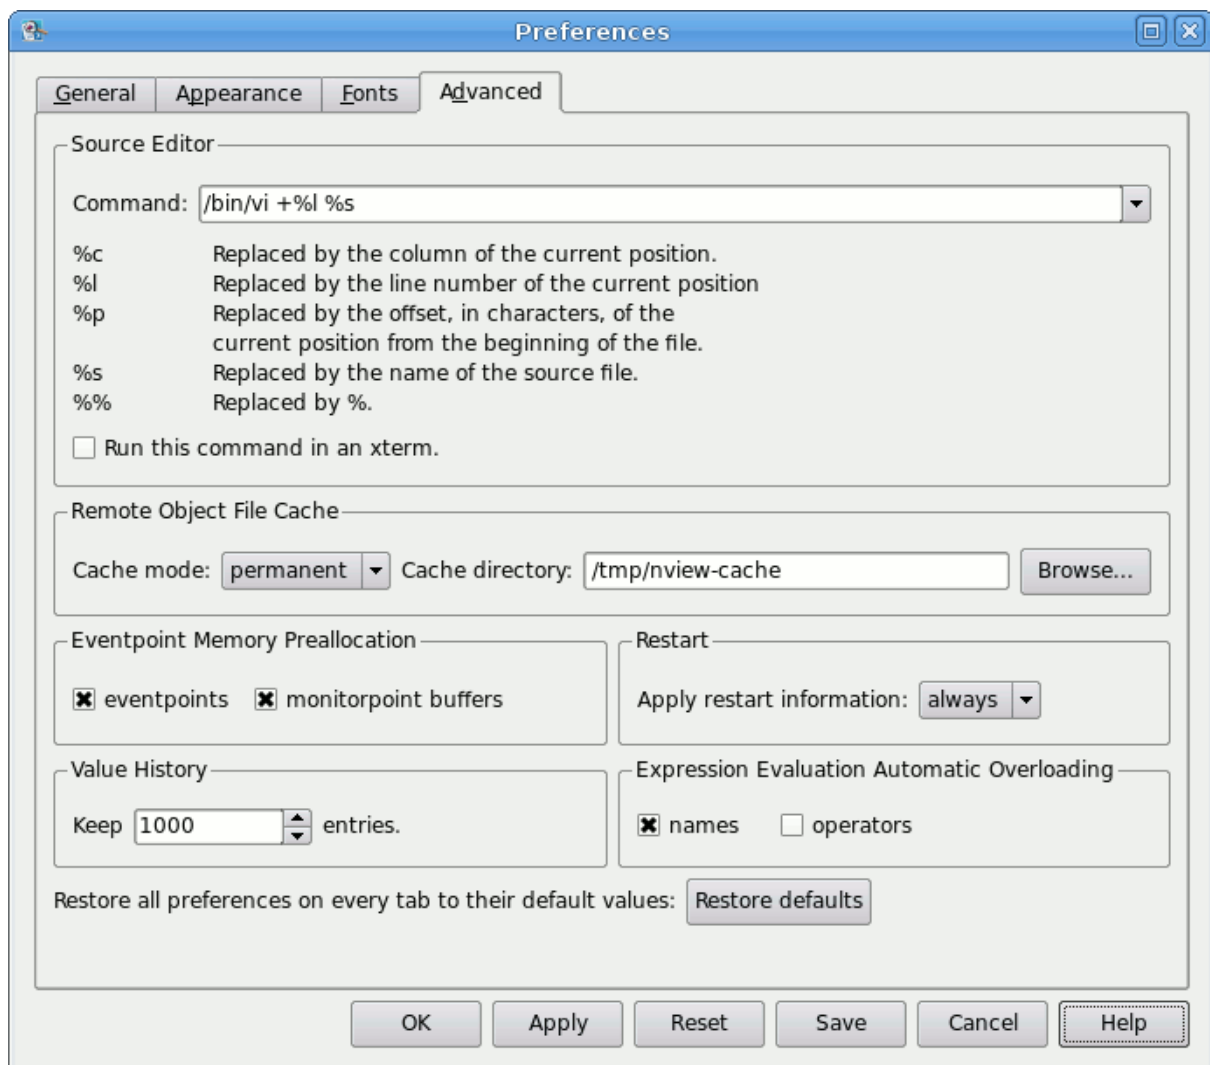 Preferences
General Appearance Fonts Advanced
Source Editor
Command: /bin/vi +%l %s
%c Replaced by the column of the current position.
%l Replaced by the line number of the current position
%p Replaced by the offset, in characters, of the
current position from the beginning of the file.
%s Replaced by the name of the source file.
%% Replaced by %.
Run this command in an xterm.
Remote Object File Cache
Cache mode: permanent Cache directory: /tmp/nview-cache Browse...
Eventpoint Memory Preallocation Restart
eventpoints monitorpoint buffers Apply restart information: always
Value History Expression Evaluation Automatic Overloading
Keep 1000 entries. names operators
Restore all preferences on every tab to their default values: Restore defaults
OK Apply Reset Save Cancel Help